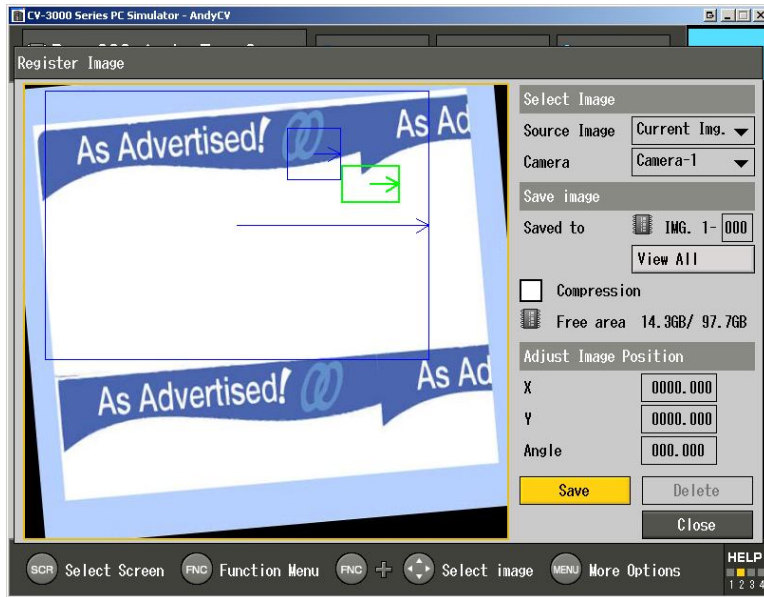 CV-3000 Series PC Simulator - AndyCV
Register Image
As Advertised! As Ad
As Advertised! As Ad
Select Image
Source Image Current Img.
Camera Camera-1
Save image
Saved to IMG. 1- 000
View All
Compression
Free area 14.3GB/ 97.7GB
Adjust Image Position
X 0000.000
Y 0000.000
Angle 000.000
Save Delete
Close
SCR Select Screen FNC Function Menu FNC + Select image MENU More Options
HELP
1 2 3 4